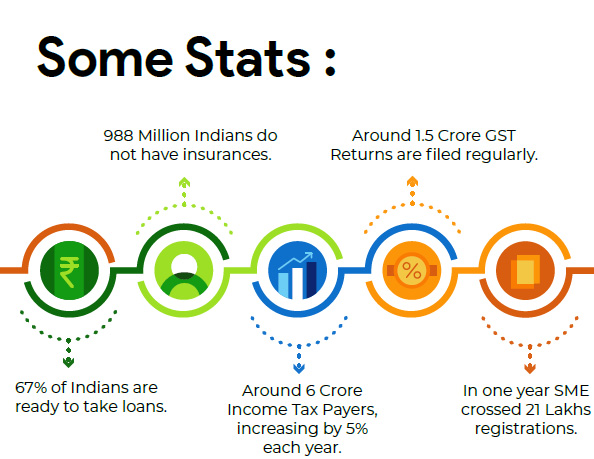 Some Stats :
988 Million Indians do
not have insurances.
Around 1.5 Crore GST
Returns are filed regularly.
₹
%
67% of Indians are
ready to take loans.
Around 6 Crore
Income Tax Payers,
increasing by 5%
each year.
In one year SME
crossed 21 Lakhs
registrations.